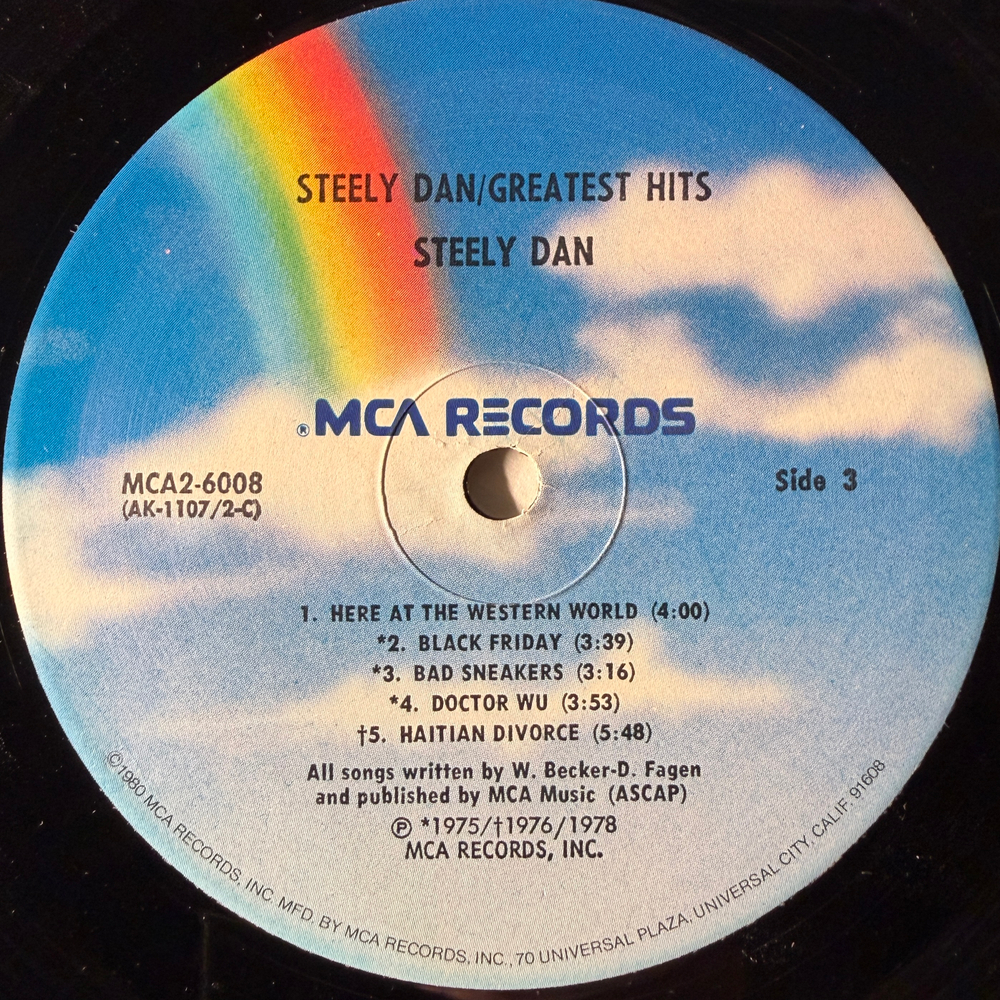 STEELY DAN/GREATEST HITS
STEELY DAN
®MCA RECORDS
MCA2-6008
(AK-1107/2-C)
Side 3
1. HERE AT THE WESTERN WORLD (4:00)
*2. BLACK FRIDAY (3:39)
*3. BAD SNEAKERS (3:16)
*4. DOCTOR WU (3:53)
†5. HAITIAN DIVORCE (5:48)
All songs written by W. Becker-D. Fagen
and published by MCA Music (ASCAP)
℗ *1975/†1976/1978
MCA RECORDS, INC.
©1980 MCA RECORDS, INC. MFD. BY MCA RECORDS, INC., 70 UNIVERSAL PLAZA, UNIVERSAL CITY, CALIF. 91608